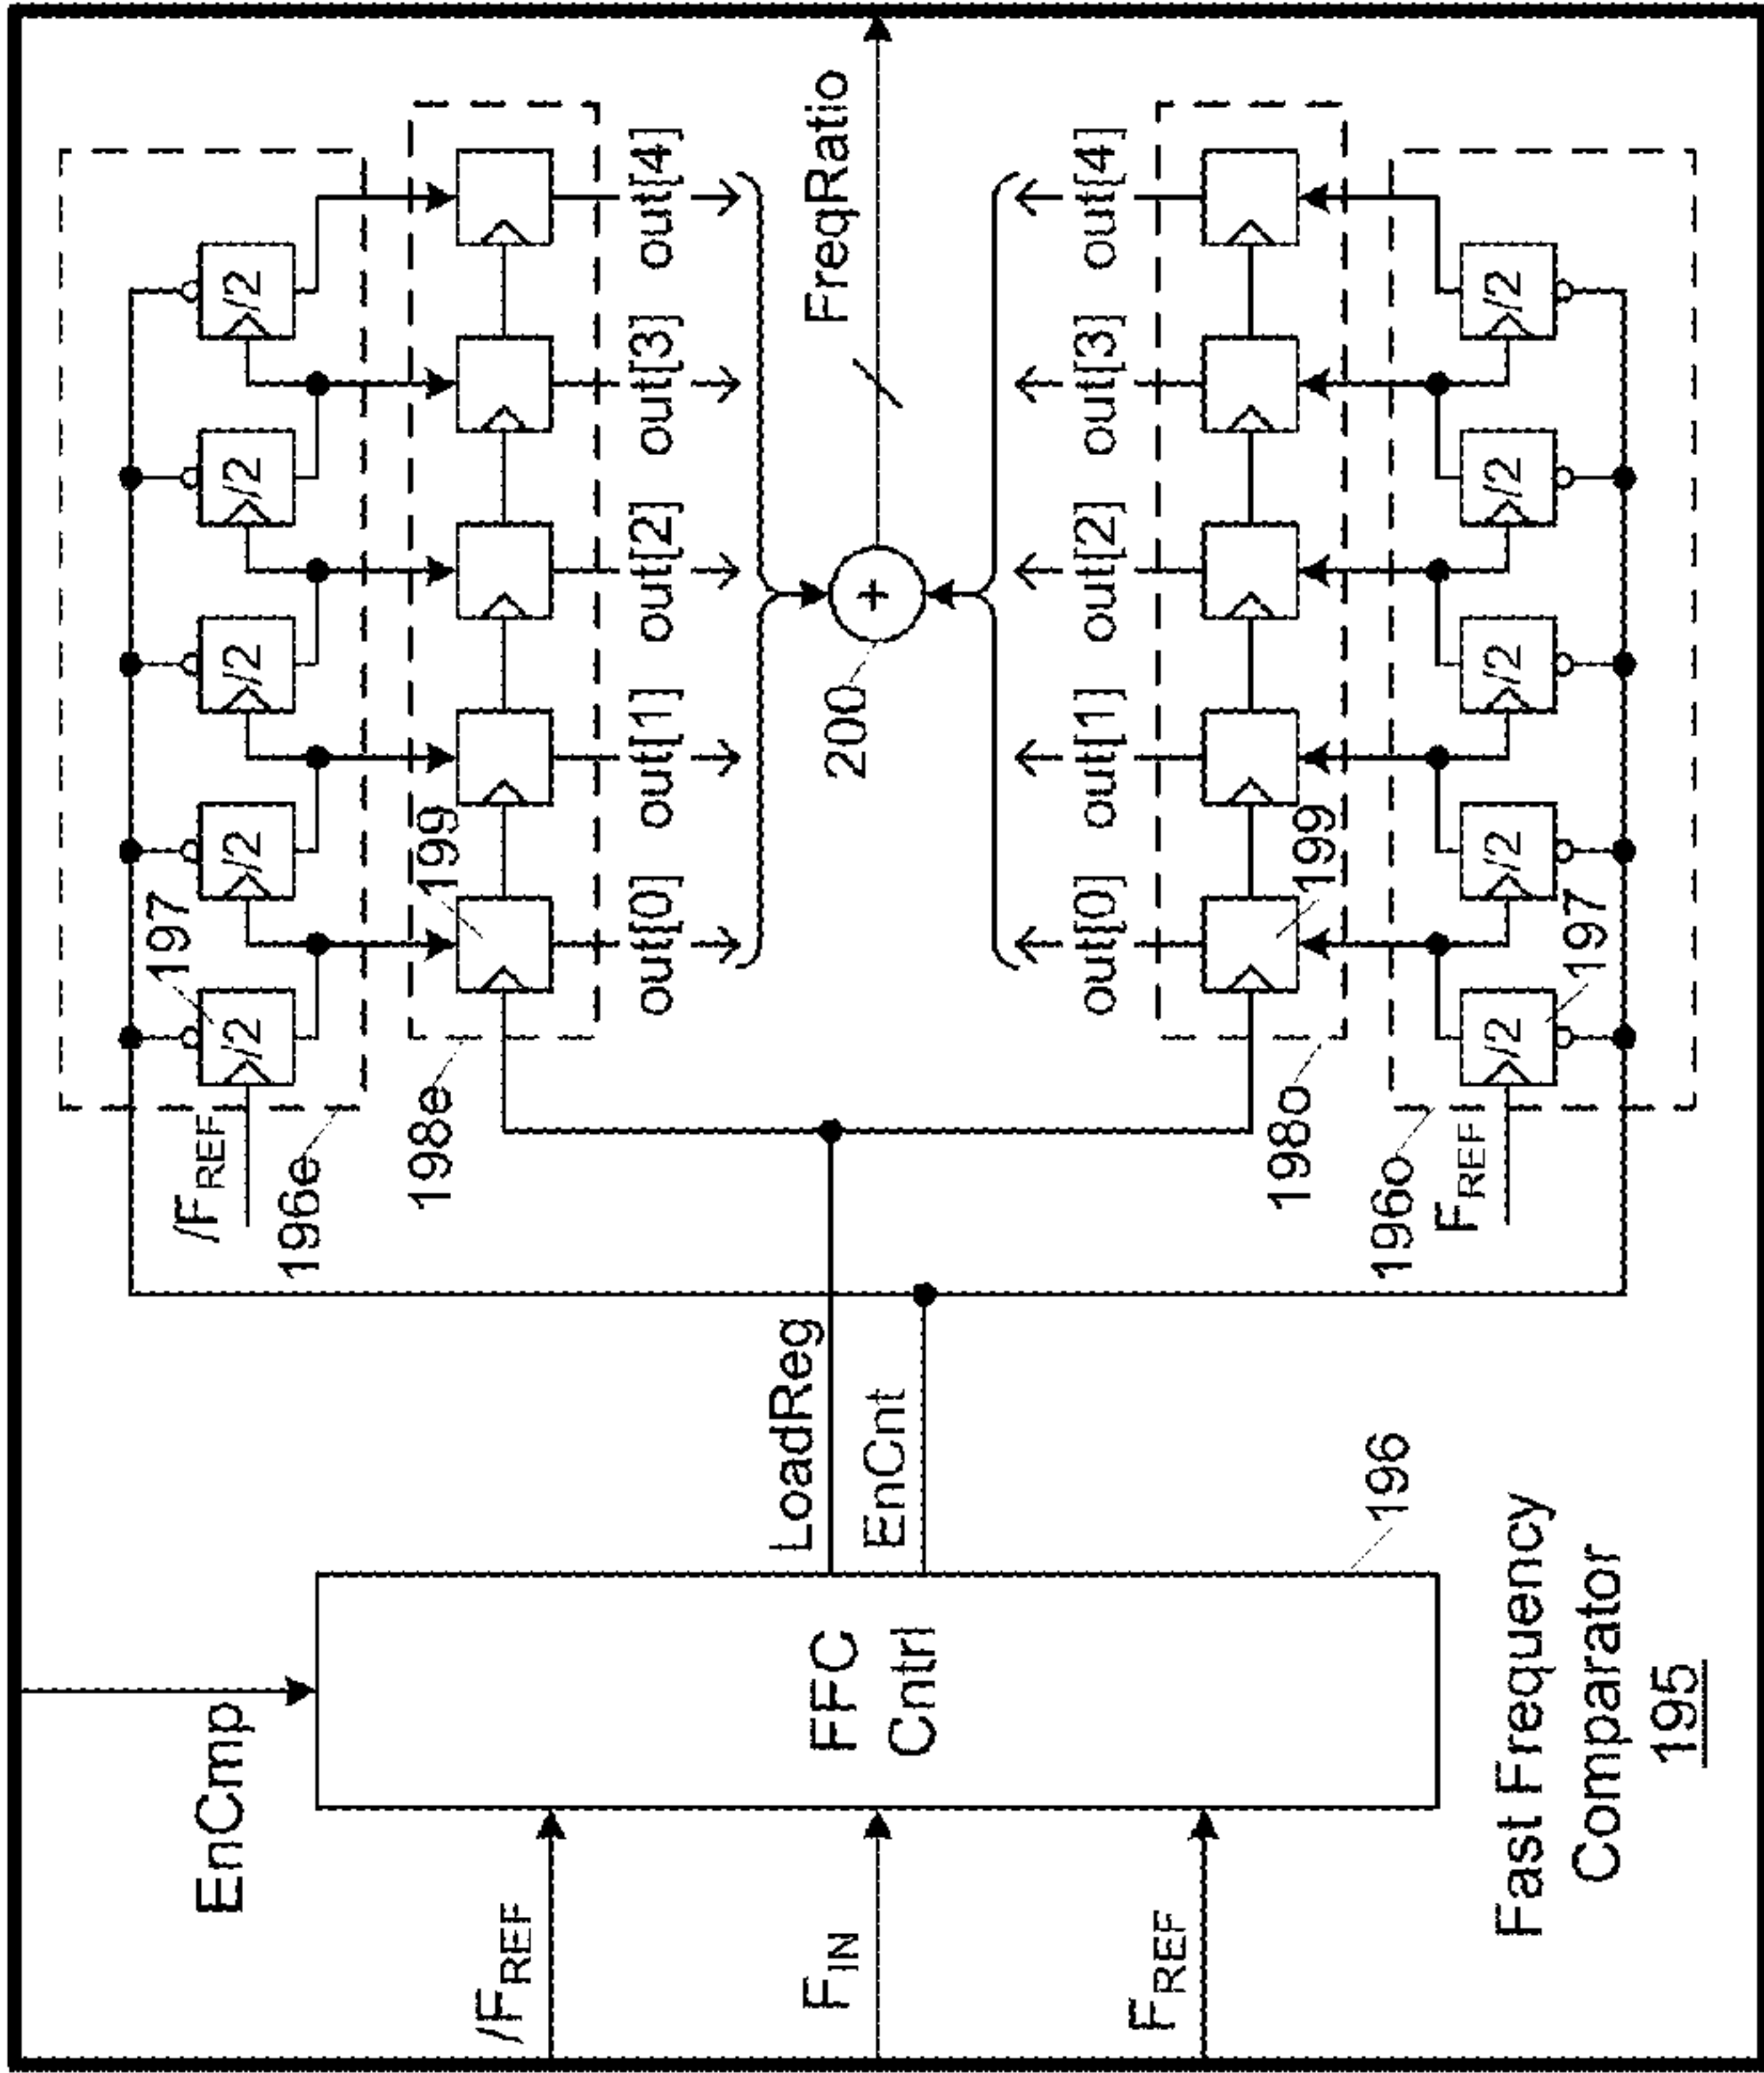 EnCmp
/FREF
FIN
FREF
FFC
Cntrl
196
Fast Frequency
Comparator
195
LoadReg
EnCnt
/FREF
196e
197
/2
/2
/2
/2
/2
198e
199
out[0]
out[1]
out[2]
out[3]
out[4]
200
+
FreqRatio
out[0]
out[1]
out[2]
out[3]
out[4]
198o
199
196o
FREF
/2
/2
/2
/2
/2
197